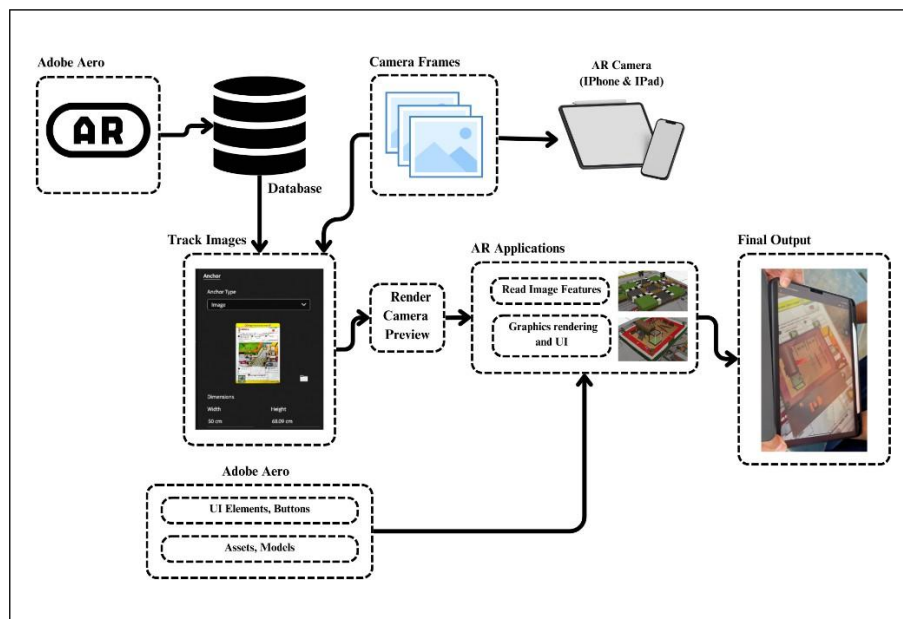 Adobe Aero
AR
Database
Camera Frames
AR Camera
(IPhone & IPad)
Track Images
Anchor
Anchor Type
Image
Dimensions
Width
Height
50 cm
68.09 cm
Render
Camera
Preview
AR Applications
Read Image Features
Graphics rendering
and UI
Final Output
Adobe Aero
UI Elements, Buttons
Assets, Models